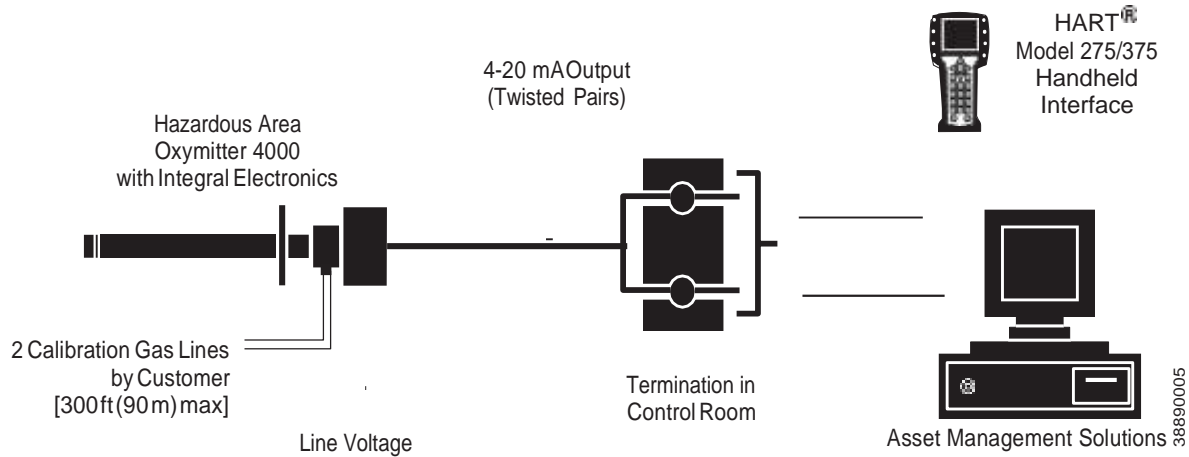 HART®
Model 275/375
Handheld
Interface
4-20 mA Output
(Twisted Pairs)
Hazardous Area
Oxymitter 4000
with Integral Electronics
2 Calibration Gas Lines
by Customer
[300 ft (90 m) max]
Line Voltage
Termination in
Control Room
Asset Management Solutions
38890005